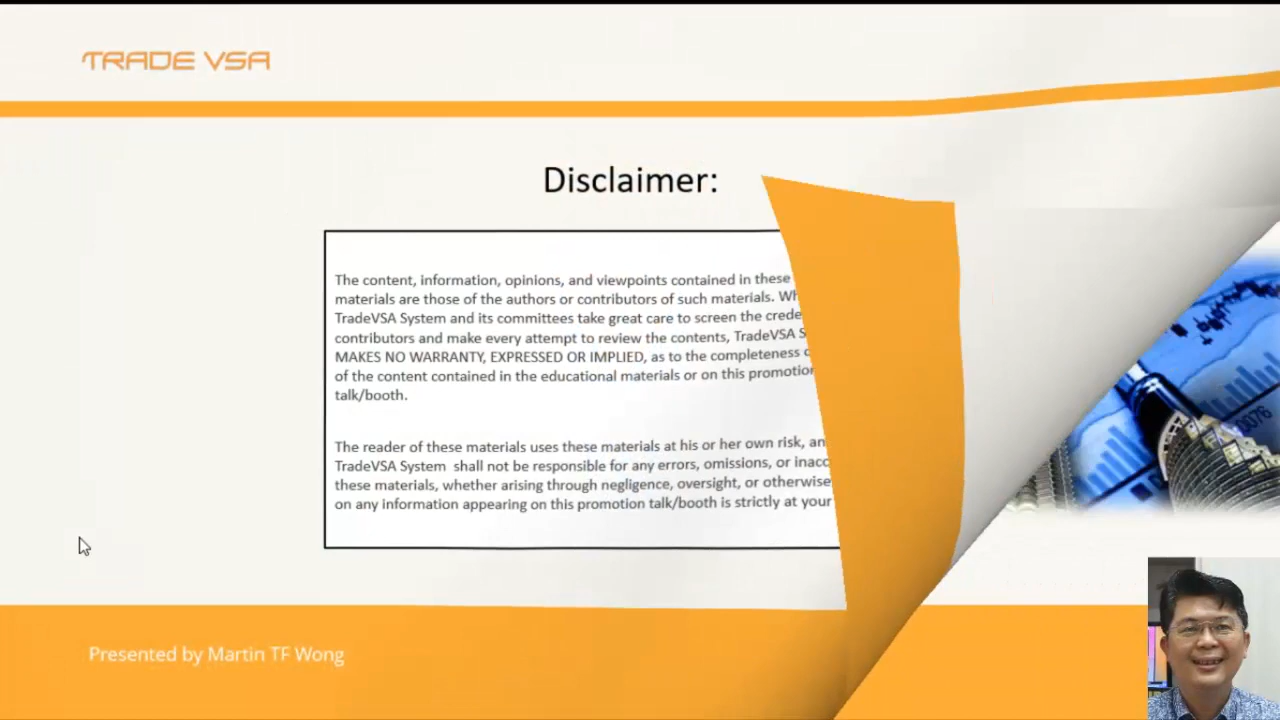 TRADE VSA
Disclaimer:
The content, information, opinions, and viewpoints contained in these
materials are those of the authors or contributors of such materials.
TradeVSA System and its committees take great care to screen the
contributors and make every attempt to review the contents, TradeVSA
MAKES NO WARRANTY, EXPRESSED OR IMPLIED, as to the completeness
of the content contained in the educational materials or on this
talk/booth.
The reader of these materials uses these materials at his or her own risk,
TradeVSA System shall not be responsible for any errors, omissions, or
these materials, whether arising through negligence, oversight, or otherwise
on any information appearing on this promotion talk/booth is strictly at your
Presented by Martin TF Wong